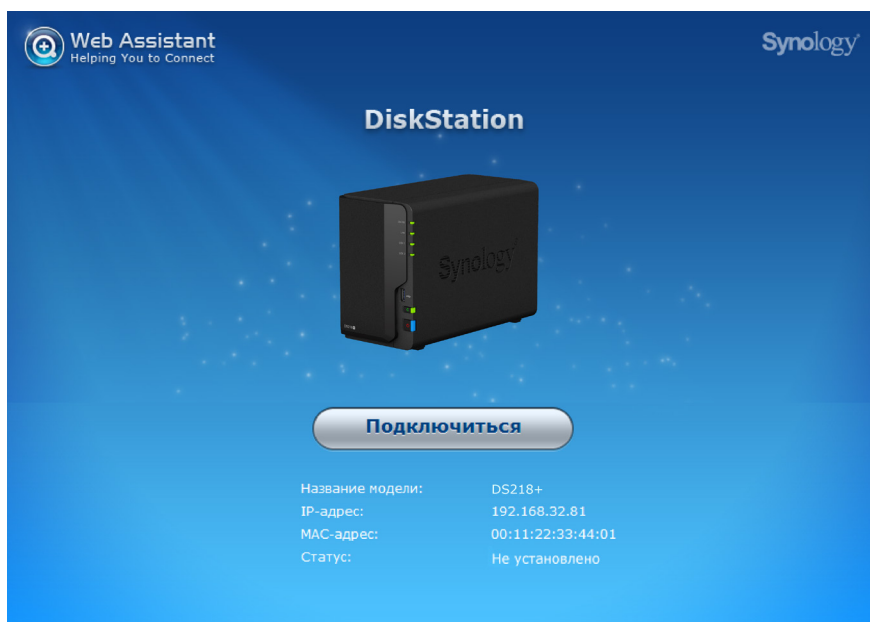 Web Assistant
Helping You to Connect
Synology
DiskStation
Synology
Подключиться
Название модели: DS218+
IP-адрес: 192.168.32.81
MAC-адрес: 00:11:22:33:44:01
Статус: Не установлено